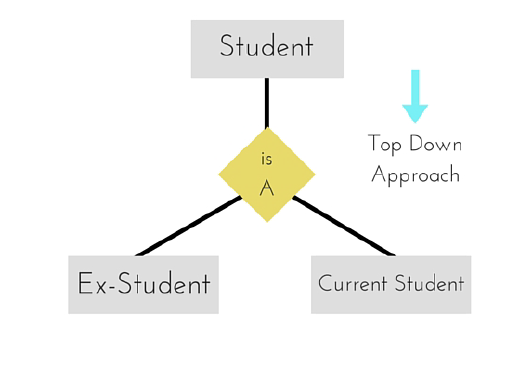 Student
is
A
Top Down
Approach
Ex-Student
Current Student